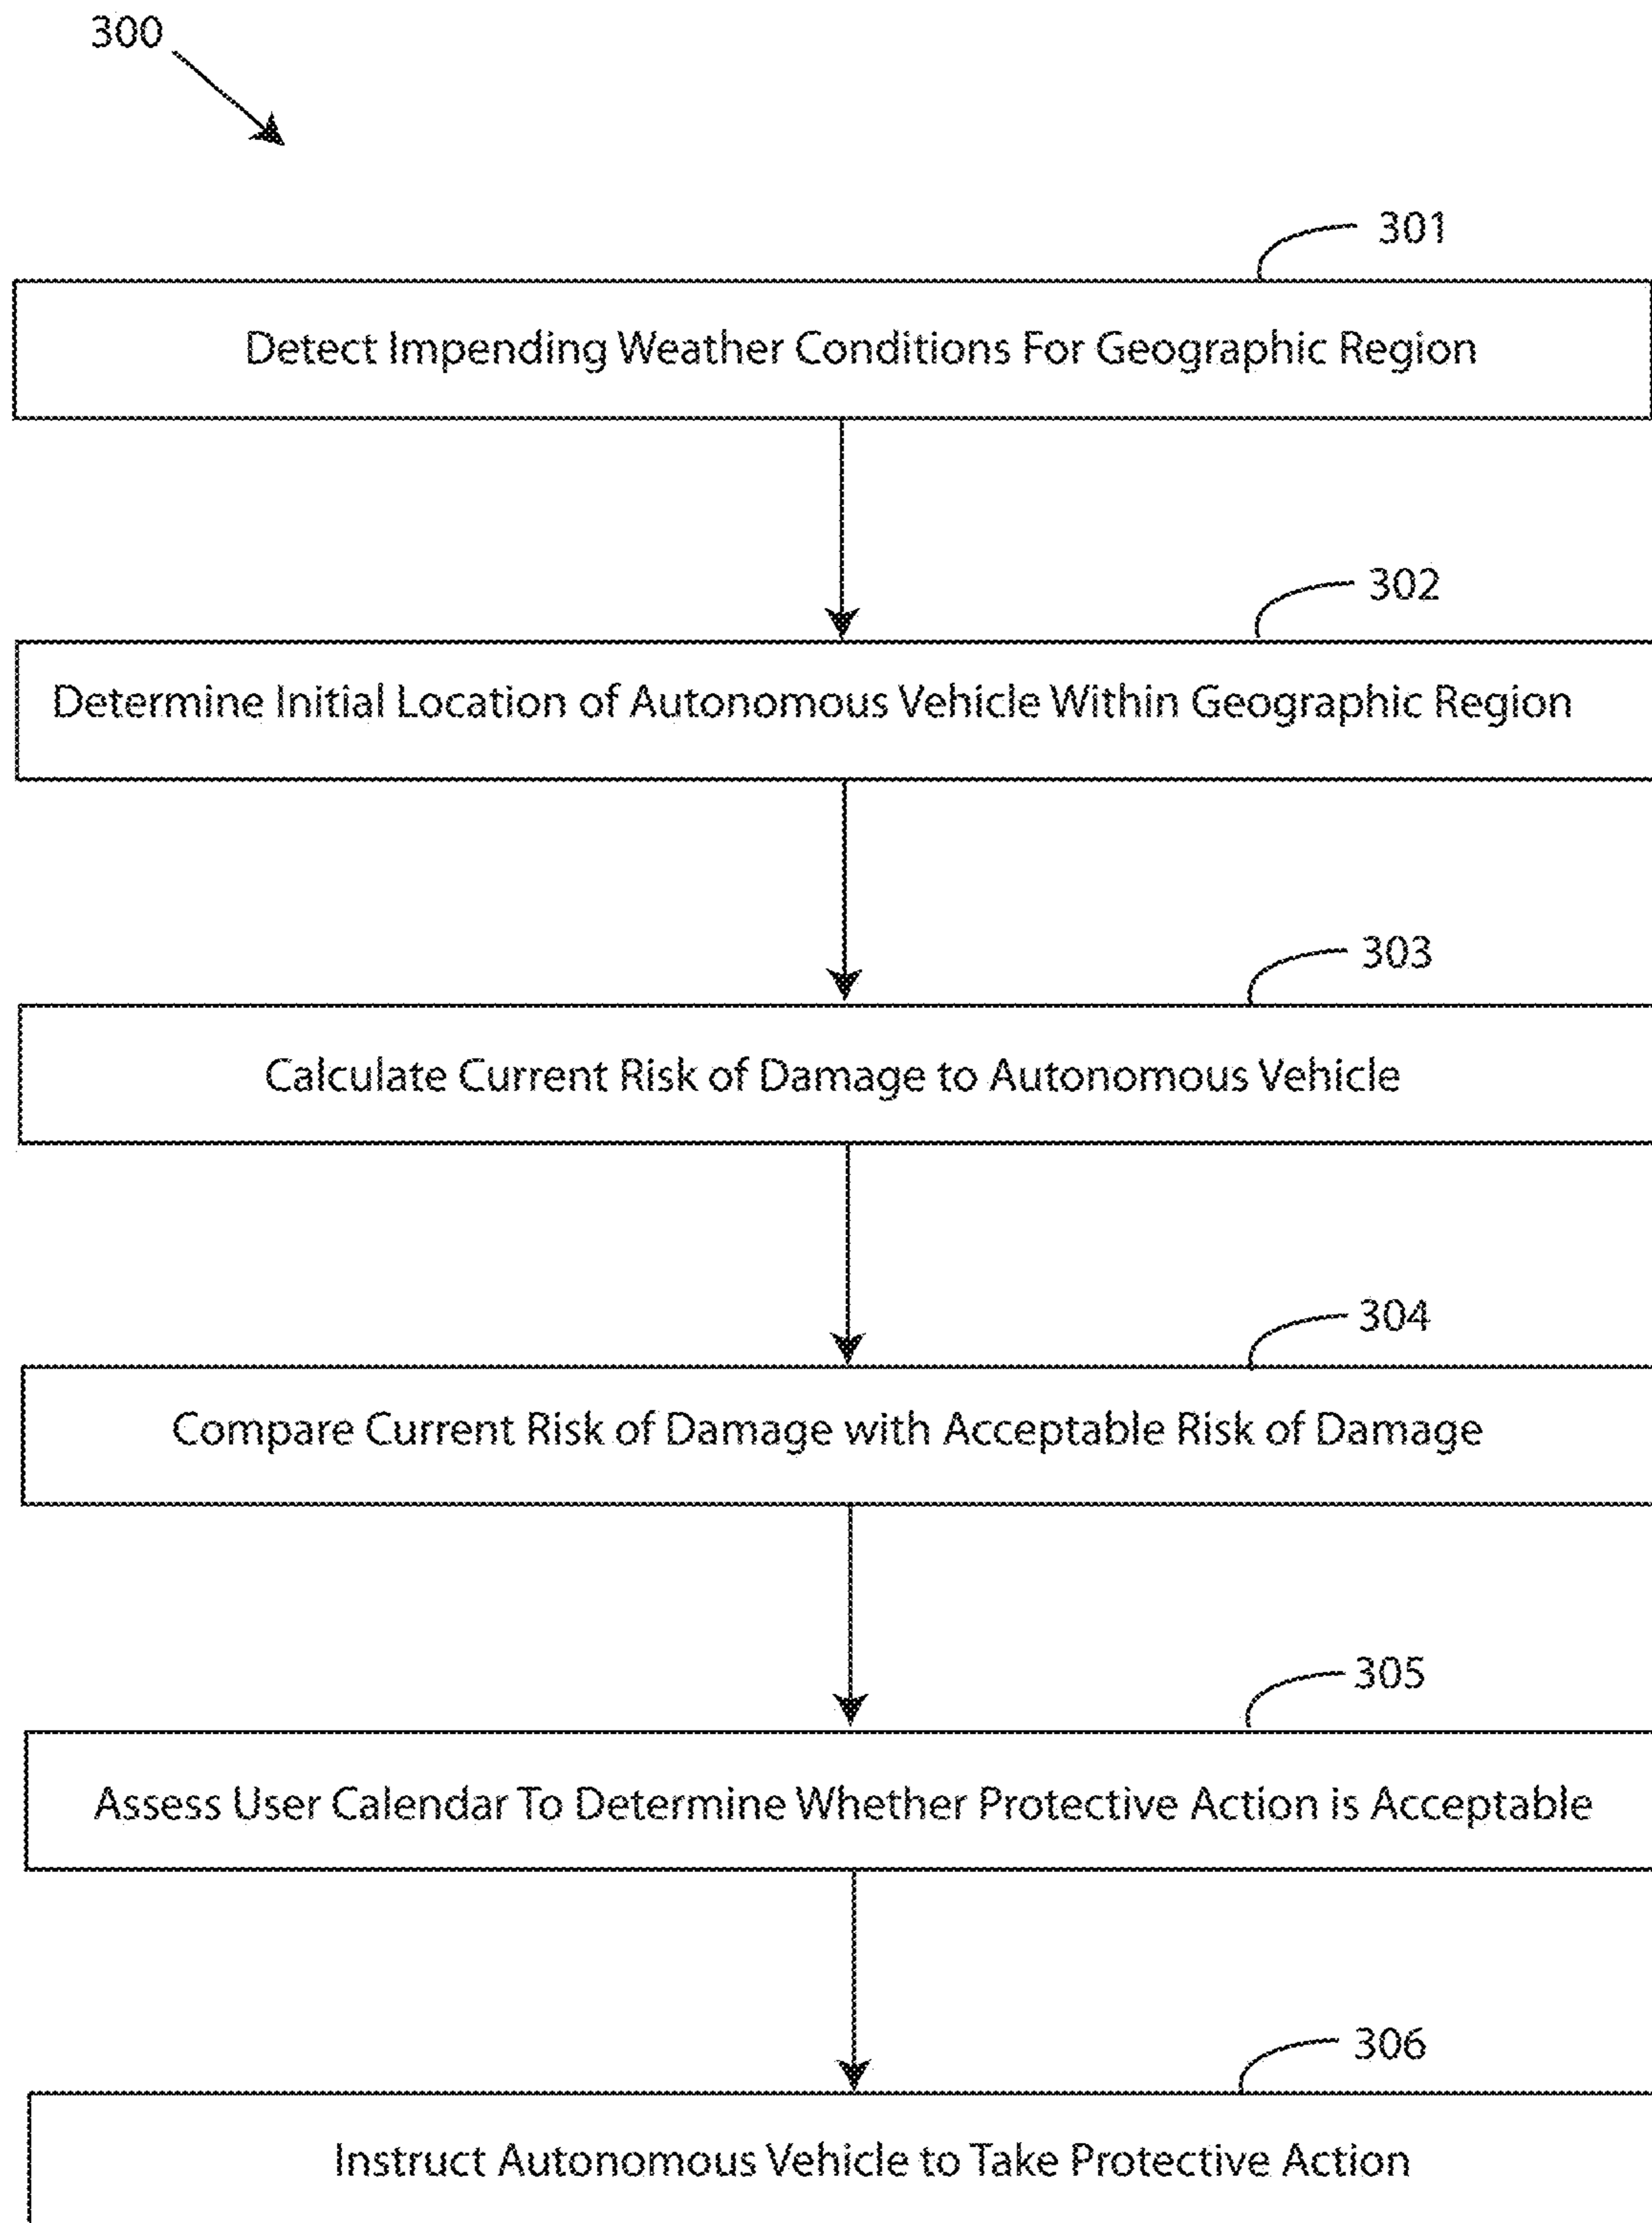 300
301
Detect Impending Weather Conditions For Geographic Region
302
Determine Initial Location of Autonomous Vehicle Within Geographic Region
303
Calculate Current Risk of Damage to Autonomous Vehicle
304
Compare Current Risk of Damage with Acceptable Risk of Damage
305
Assess User Calendar To Determine Whether Protective Action is Acceptable
306
Instruct Autonomous Vehicle to Take Protective Action